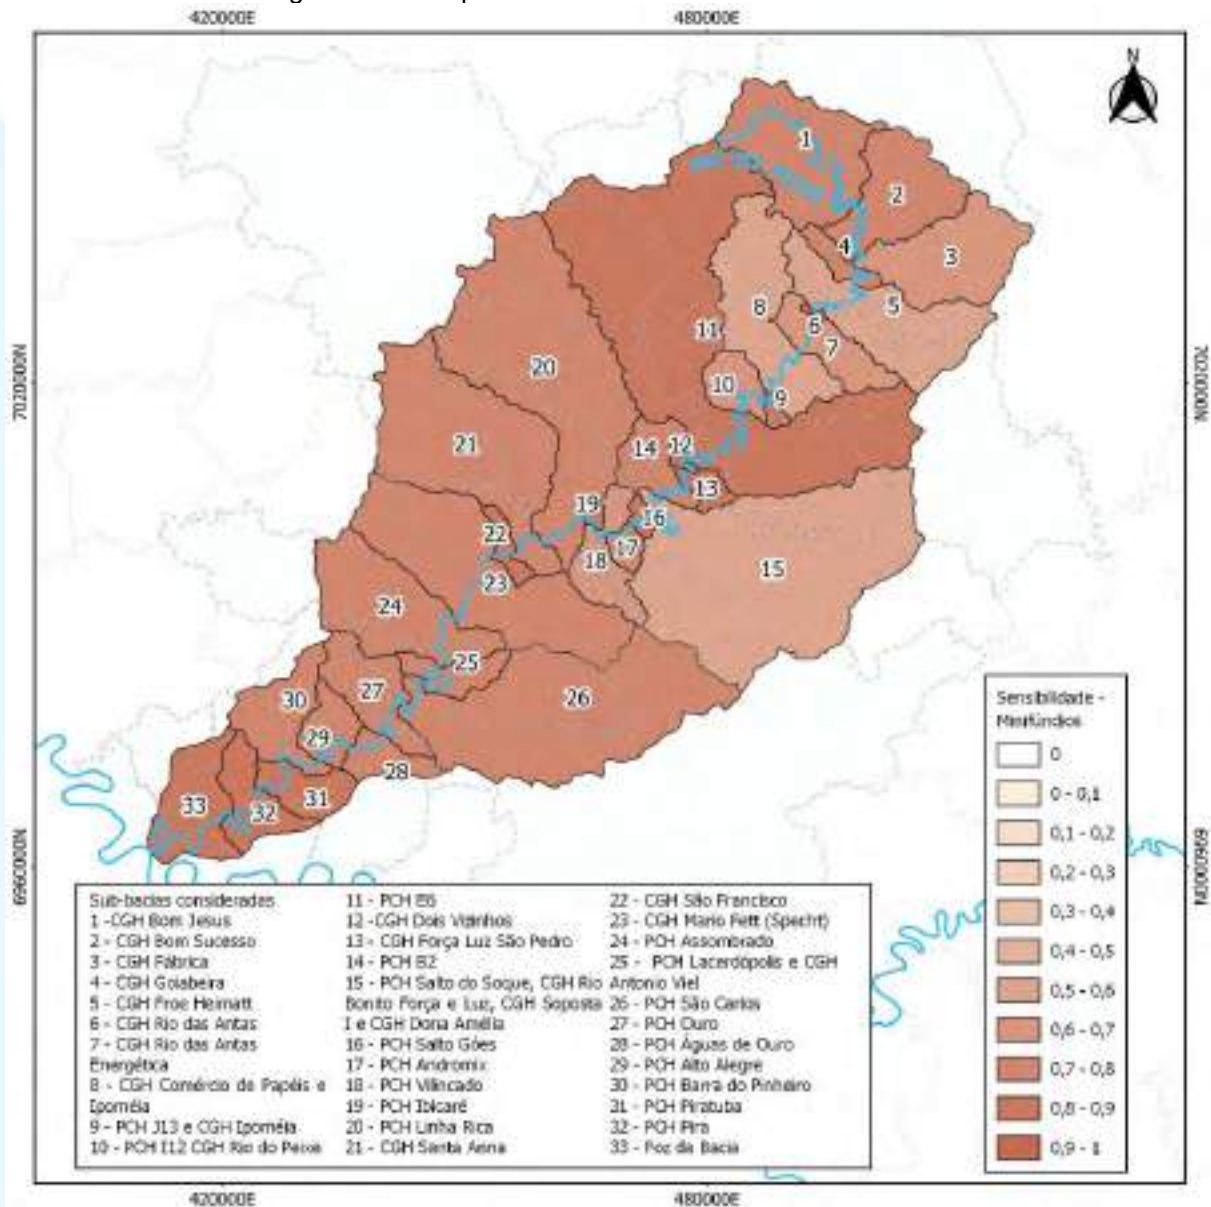 420000E
480000E
N
7020000N
7020000N
6960000N
6960000N
1
2
3
4
5
6
7
8
9
10
11
12
13
14
15
16
17
18
19
20
21
22
23
24
25
26
27
28
29
30
31
32
33
Sensibilidade -
Minifúndios
0
0 - 0,1
0,1 - 0,2
0,2 - 0,3
0,3 - 0,4
0,4 - 0,5
0,5 - 0,6
0,6 - 0,7
0,7 - 0,8
0,8 - 0,9
0,9 - 1
Sub-bacias consideradas
1 -CGH Bom Jesus
2 - CGH Bom Sucesso
3 - CGH Fábrica
4 - CGH Goiabeira
5 - CGH Froe Heimatt
6 - CGH Rio das Antas
7 - CGH Rio das Antas
Energética
8 - CGH Comércio de Papéis e
Ipoméia
9 - PCH J13 e CGH Ipoméia
10 - PCH I12 CGH Rio do Peixe
11 - PCH E6
12 -CGH Dois Vizinhos
13 - CGH Força Luz São Pedro
14 - PCH B2
15 - PCH Salto do Soque, CGH Rio
Bonito Força e Luz, CGH Soposta
I e CGH Dona Amélia
16 - PCH Salto Góes
17 - PCH Andromix
18 - PCH Vilincado
19 - PCH Ibicaré
20 - PCH Linha Rica
21 - CGH Santa Anna
22 - CGH São Francisco
23 - CGH Mario Fett (Specht)
24 - PCH Assombrado
25 - PCH Lacerdópolis e CGH
Antonio Viel
26 - PCH São Carlos
27 - PCH Ouro
28 - PCH Águas de Ouro
29 - PCH Alto Alegre
30 - PCH Barra do Pinheiro
31 - PCH Piratuba
32 - PCH Pira
33 - Foz da Bacia
420000E
480000E